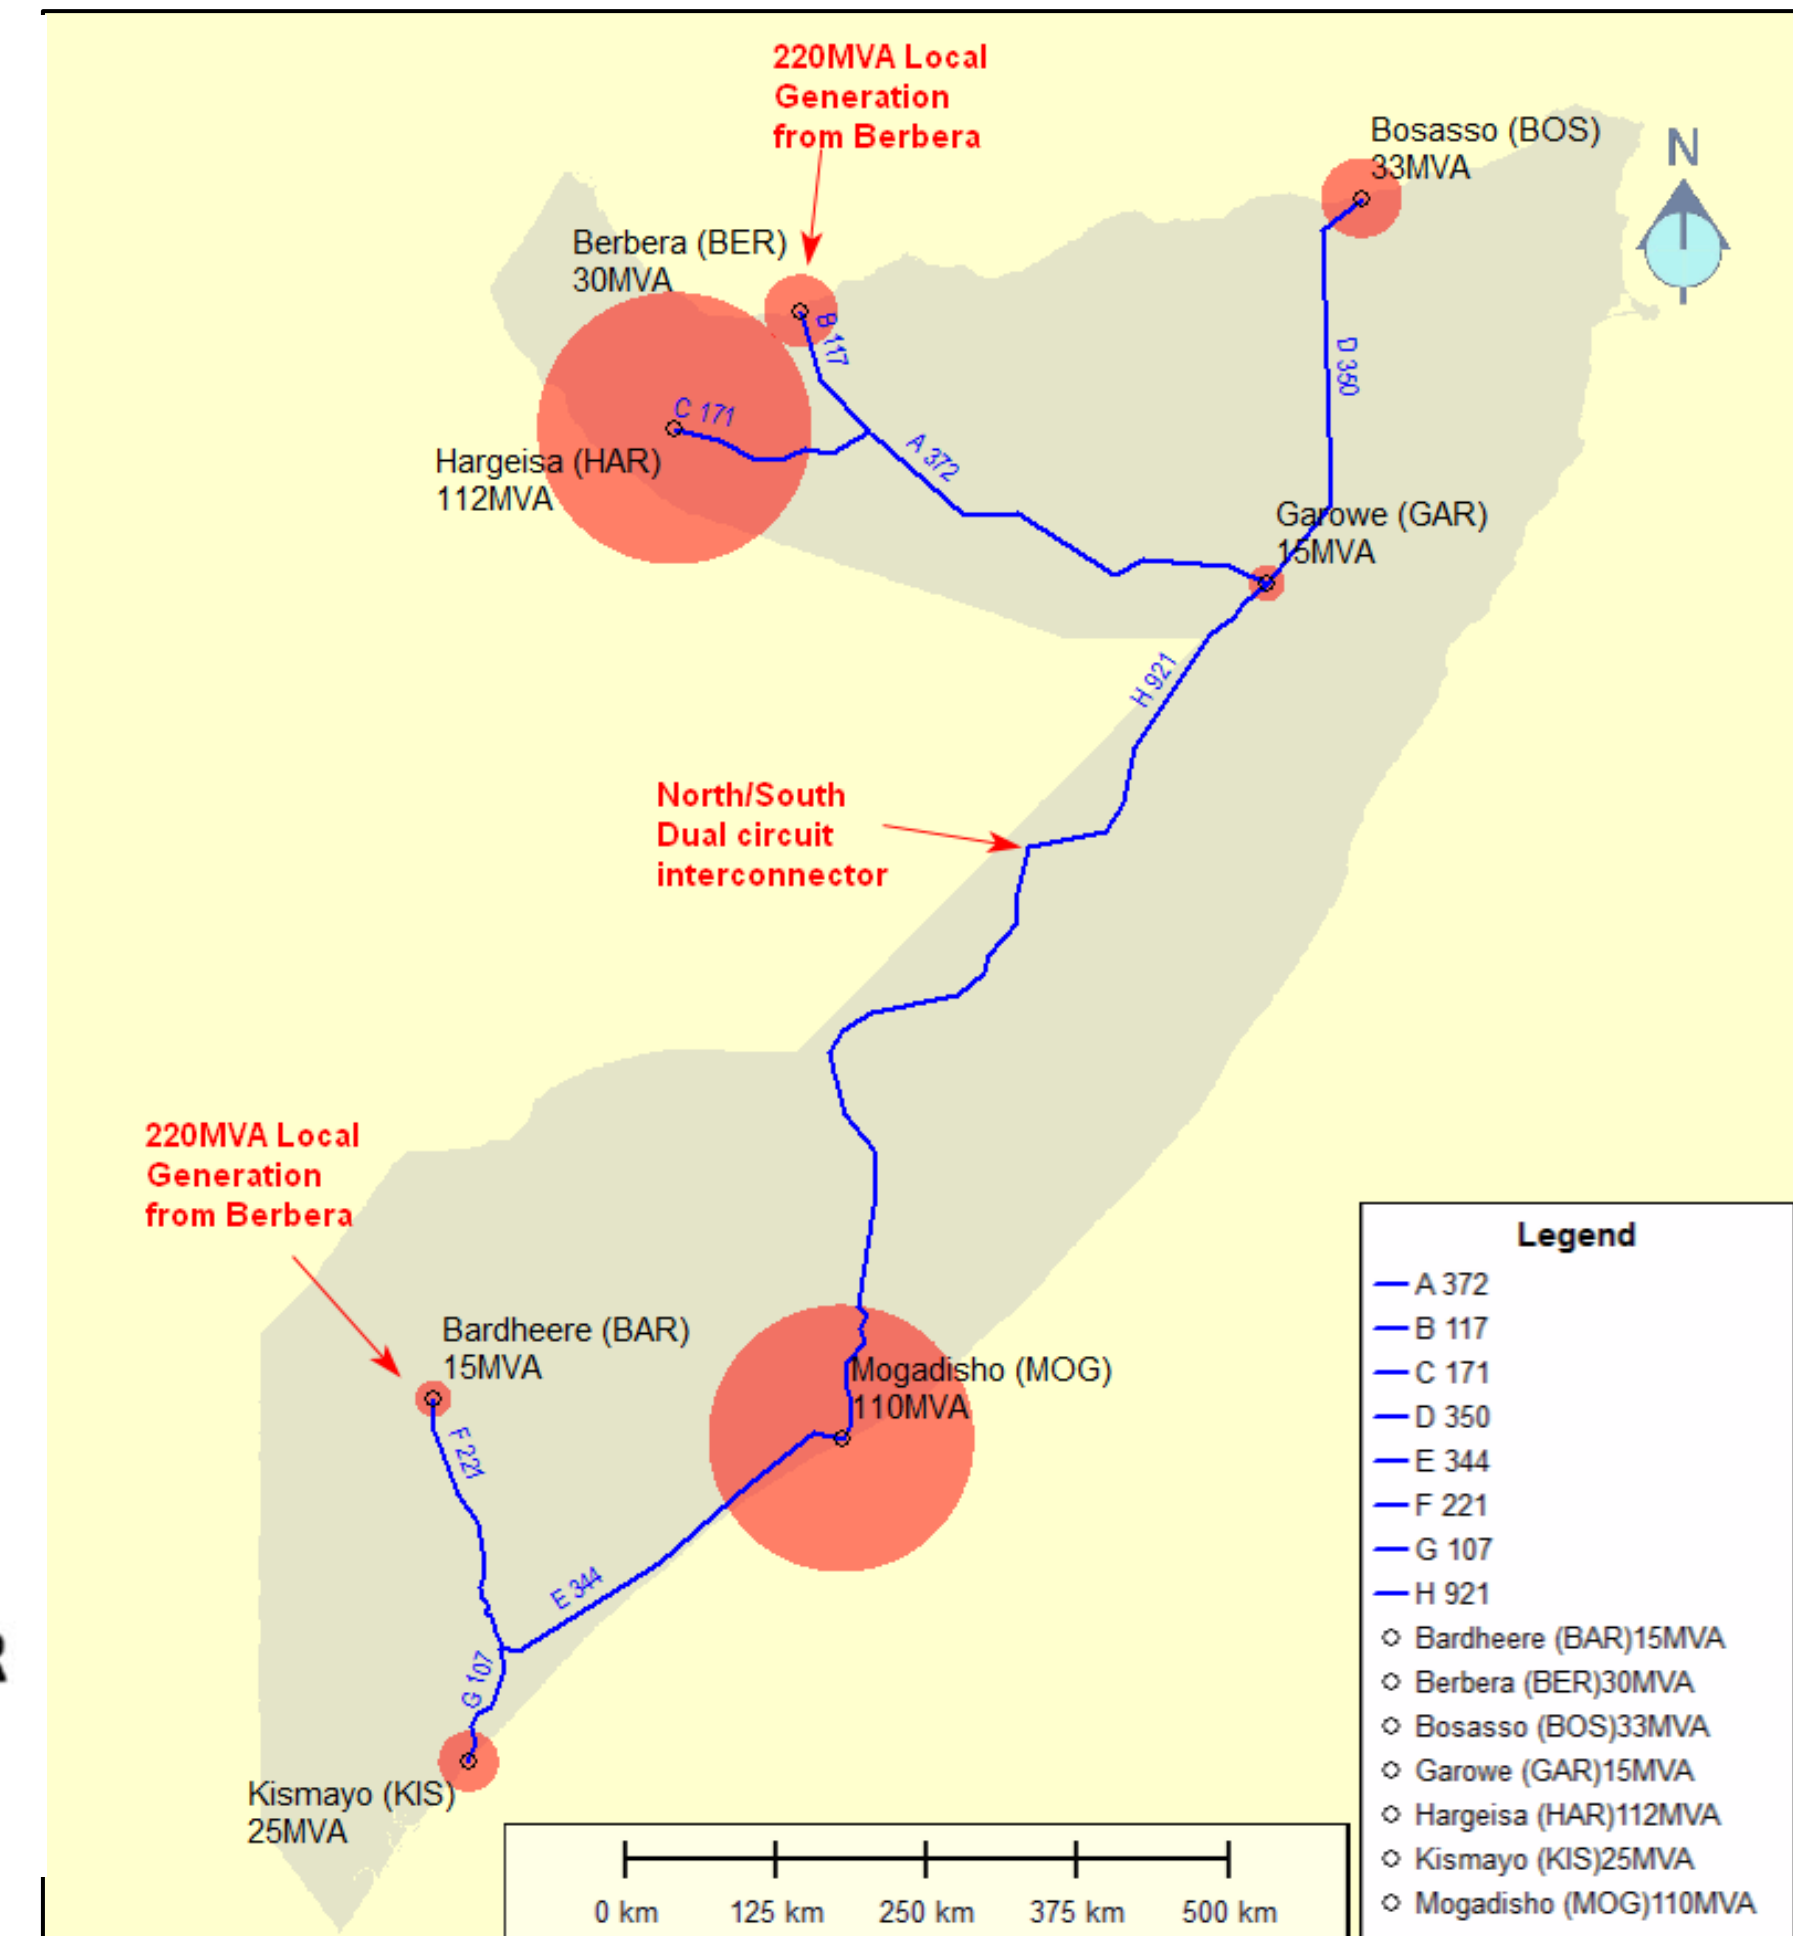 220MVA Local
Generation
from Berbera
Bosasso (BOS)
33MVA
N
Berbera (BER)
30MVA
B 117
D 350
C 171
A 372
Hargeisa (HAR)
112MVA
Garowe (GAR)
15MVA
H 921
North/South
Dual circuit
interconnector
220MVA Local
Generation
from Berbera
Bardheere (BAR)
15MVA
Mogadisho (MOG)
110MVA
F 221
E 344
G 107
Kismayo (KIS)
25MVA
0 km
125 km
250 km
375 km
500 km
Legend
A 372
B 117
C 171
D 350
E 344
F 221
G 107
H 921
Bardheere (BAR)15MVA
Berbera (BER)30MVA
Bosasso (BOS)33MVA
Garowe (GAR)15MVA
Hargeisa (HAR)112MVA
Kismayo (KIS)25MVA
Mogadisho (MOG)110MVA